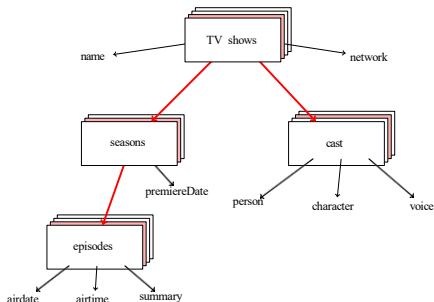 TV shows
name
network
seasons
cast
premiereDate
person
character
voice
episodes
airdate
airtime
summary